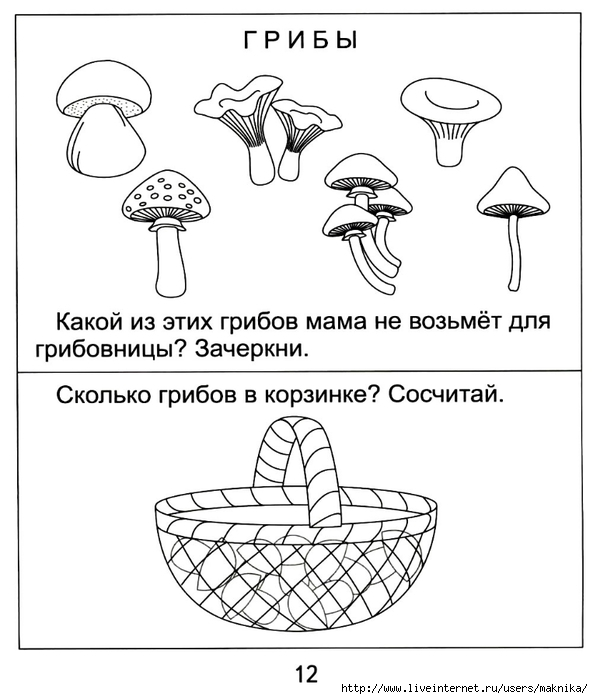 ГРИБЫ
Какой из этих грибов мама не возьмёт для
грибовницы? Зачеркни.
Сколько грибов в корзинке? Сосчитай.
12
http://www.liveinternet.ru/users/maknika/